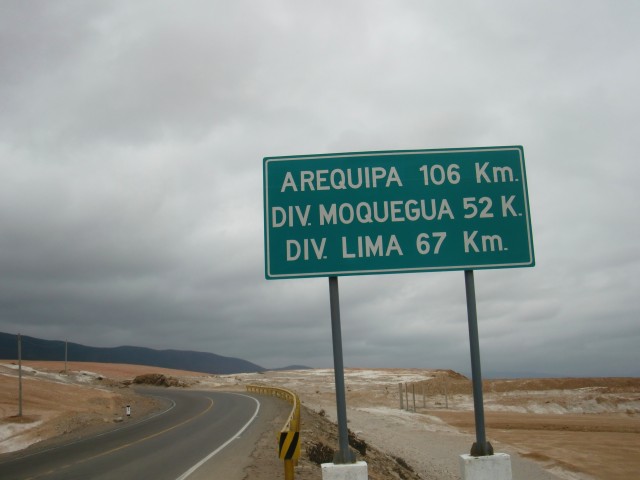 AREQUIPA 106 Km.
DIV. MOQUEGUA 52 K.
DIV. LIMA 67 Km.